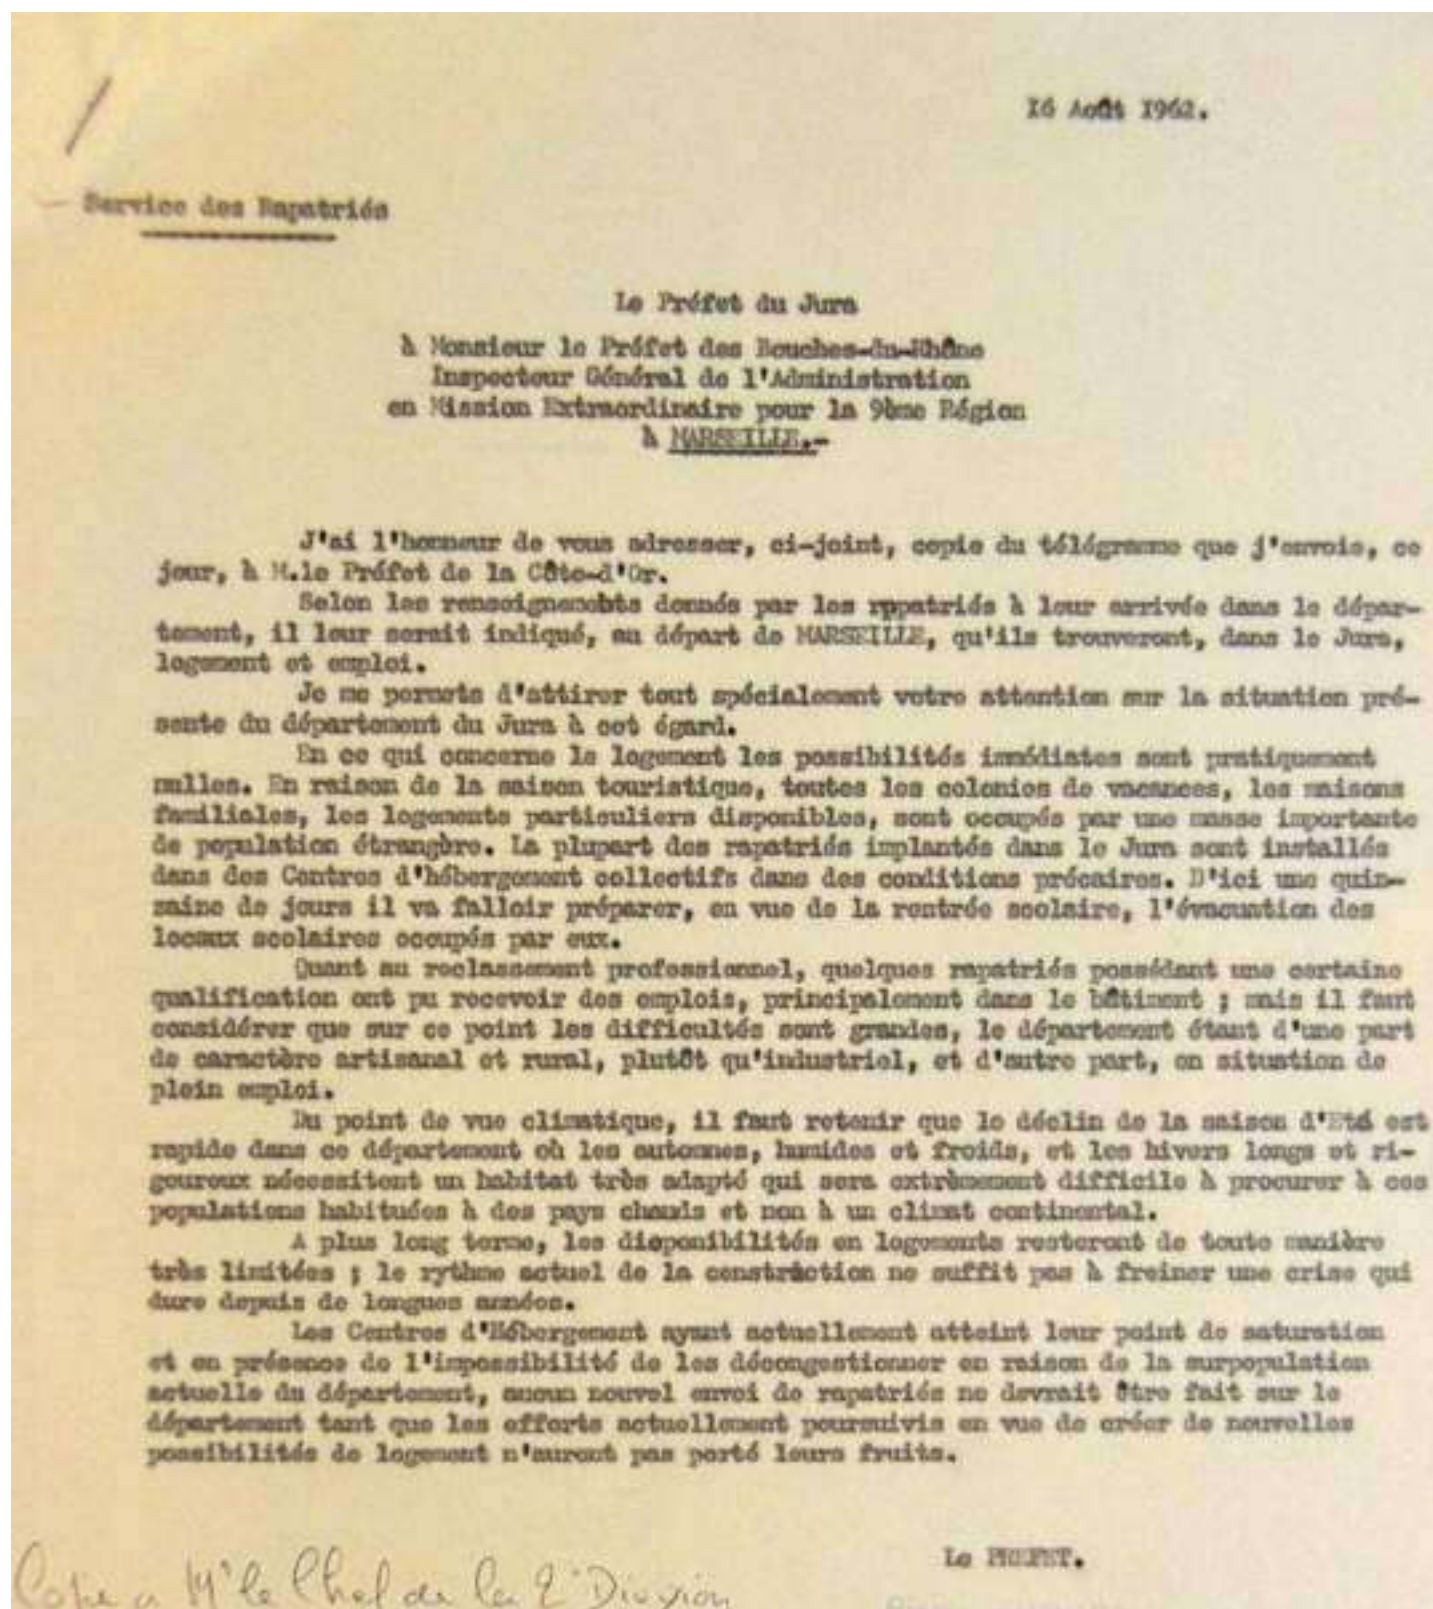 16 Août 1962.
Service des Rapatriés
Le Préfet du Jura
à Monsieur le Préfet des Bouches-du-Rhône
Inspecteur Général de l'Administration
en Mission Extraordinaire pour la 9ème Région
à MARSEILLE.-
J'ai l'honneur de vous adresser, ci-joint, copie du télégramme que j'envoie, ce
jour, à M.le Préfet de la Côte-d'Or.
Selon les renseignemebts donnés par les rppatriés à leur arrivée dans le dépar-
tement, il leur serait indiqué, au départ de MARSEILLE, qu'ils trouveront, dans le Jura,
logement et emploi.
Je me permets d'attirer tout spécialement votre attention sur la situation pré-
sente du département du Jura à cet égard.
En ce qui concerne le logement les possibilités immédiates sont pratiquement
nulles. En raison de la saison touristique, toutes les colonies de vacances, les maisons
familiales, les logements particuliers disponibles, sont occupés par une masse importante
de population étrangère. La plupart des rapatriés implantés dans le Jura sont installés
dans des Centres d'hébergement collectifs dans des conditions précaires. D'ici une quin-
zaine de jours il va falloir préparer, en vue de la rentrée scolaire, l'évacuation des
locaux scolaires occupés par eux.
Quant au reclassement professionnel, quelques rapatriés possédant une certaine
qualification ont pu recevoir des emplois, principalement dans le bâtiment ; mais il faut
considérer que sur ce point les difficultés sont grandes, le département étant d'une part
de caractère artisanal et rural, plutôt qu'industriel, et d'autre part, en situation de
plein emploi.
Du point de vue climatique, il faut retenir que le déclin de la saison d'Eté est
rapide dans ce département où les automnes, humides et froids, et les hivers longs et ri-
goureux nécessitent un habitat très adapté qui sera extrèmement difficile à procurer à ces
populations habituées à des pays chauds et non à un climat continental.
A plus long terme, les disponibilités en logements resteront de toute manière
très limitées ; le rythme actuel de la construction ne suffit pas à freiner une crise qui
dure depuis de longues années.
Les Centres d'Hébergement ayant actuellement atteint leur point de saturation
et en présence de l'impossibilité de les décongestionner en raison de la surpopulation
actuelle du département, aucun nouvel envoi de rapatriés ne devrait être fait sur le
département tant que les efforts actuellement poursuivis en vue de créer de nouvelles
possibilités de logement n'auront pas porté leurs fruits.
Le PREFET.
Copie à Mr le Chef de la 2e Division